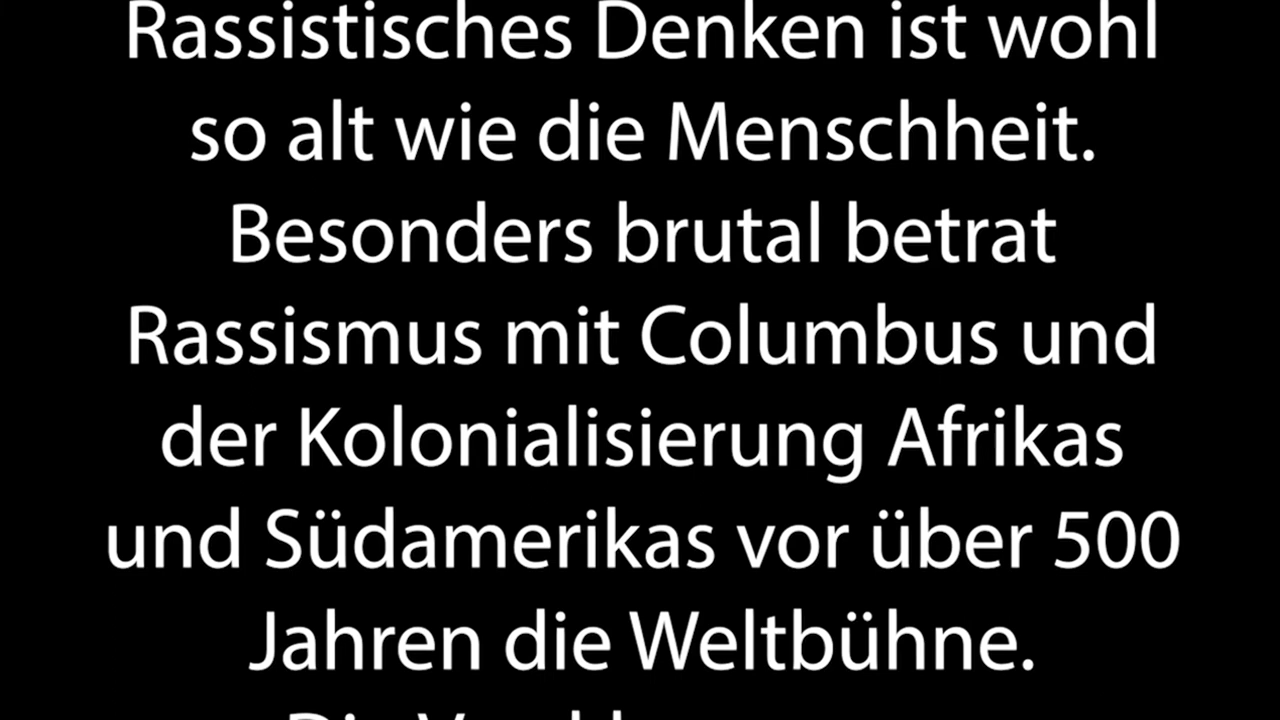 Rassistisches Denken ist wohl
so alt wie die Menschheit.
Besonders brutal betrat
Rassismus mit Columbus und
der Kolonialisierung Afrikas
und Südamerikas vor über 500
Jahren die Weltbühne.
Die